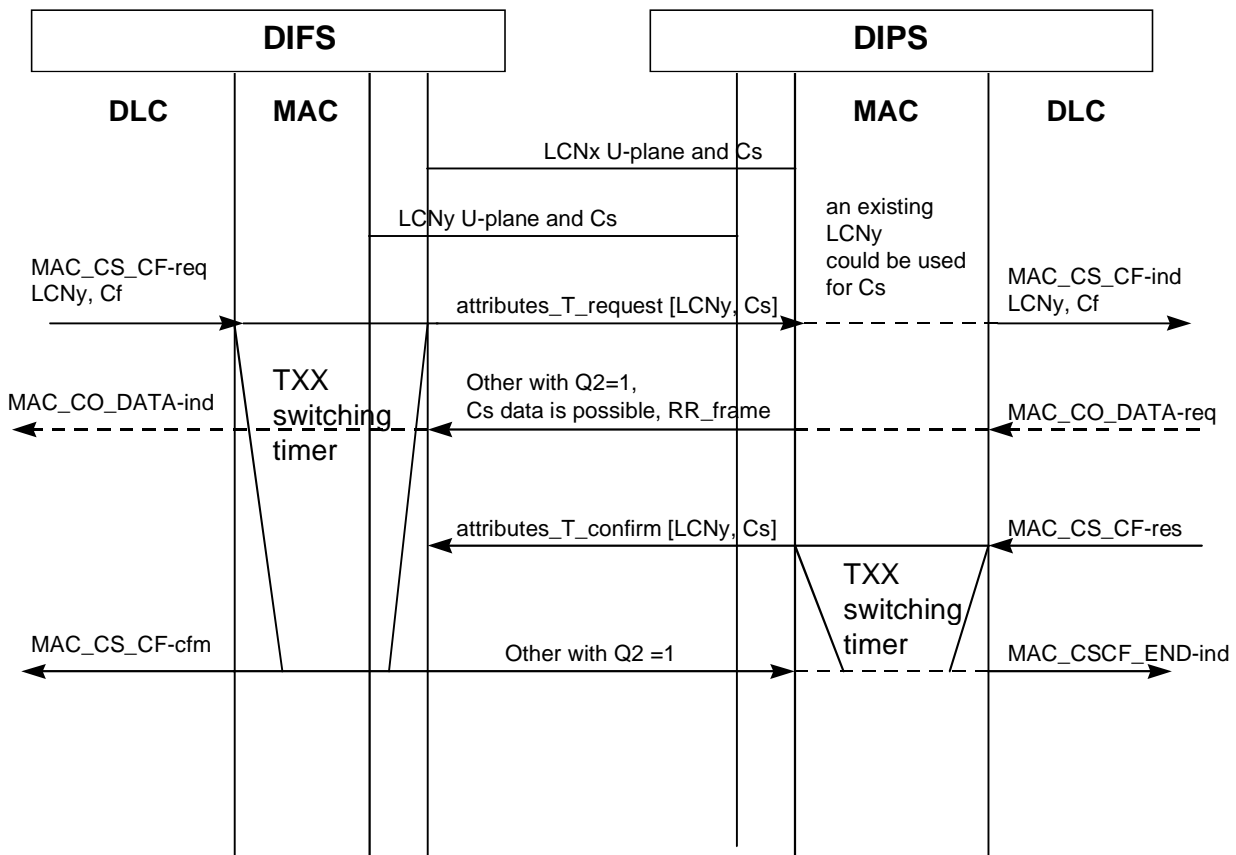 DIFS
DIPS
DLC
MAC
MAC
DLC
LCNx U-plane and Cs
LCNy U-plane and Cs
an existing
LCNy
could be used
for Cs
MAC_CS_CF-req
LCNy, Cf
attributes_T_request [LCNy, Cs]
MAC_CS_CF-ind
LCNy, Cf
TXX
switching
timer
MAC_CO_DATA-ind
Other with Q2=1,
Cs data is possible, RR_frame
MAC_CO_DATA-req
attributes_T_confirm [LCNy, Cs]
MAC_CS_CF-res
TXX
switching
timer
MAC_CS_CF-cfm
Other with Q2 =1
MAC_CSCF_END-ind